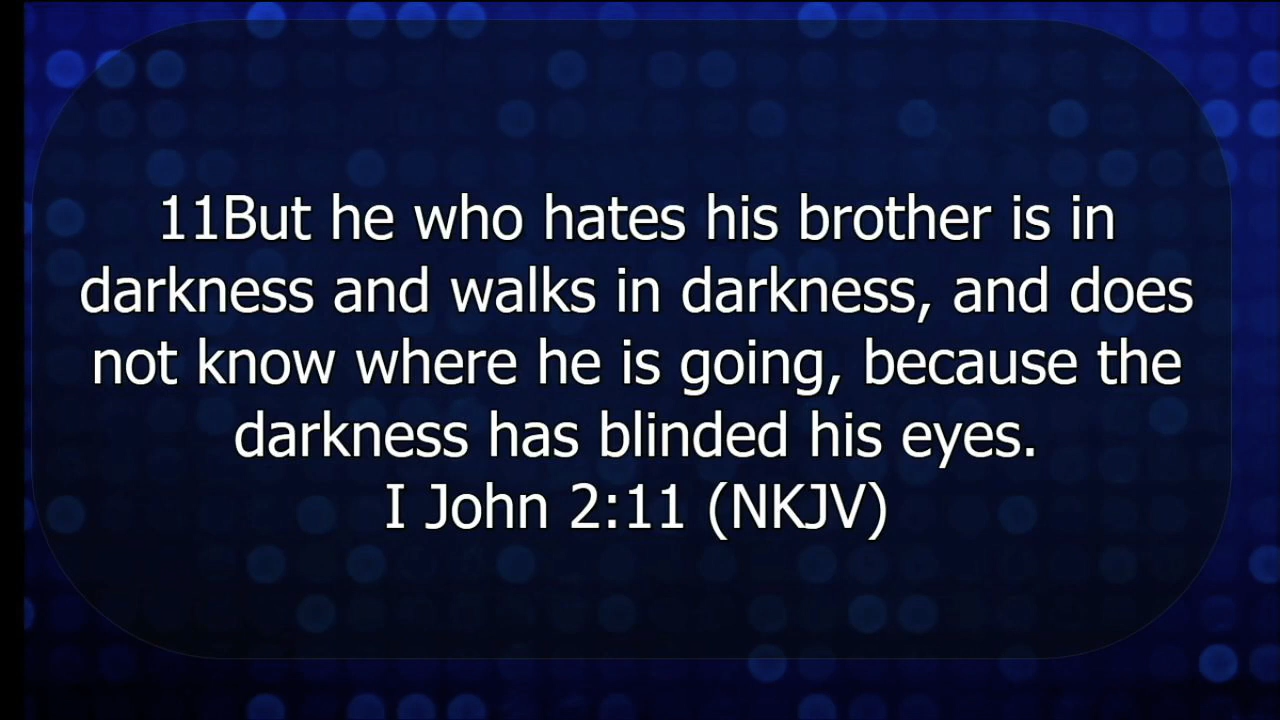 11But he who hates his brother is in
darkness and walks in darkness, and does
not know where he is going, because the
darkness has blinded his eyes.
I John 2:11 (NKJV)